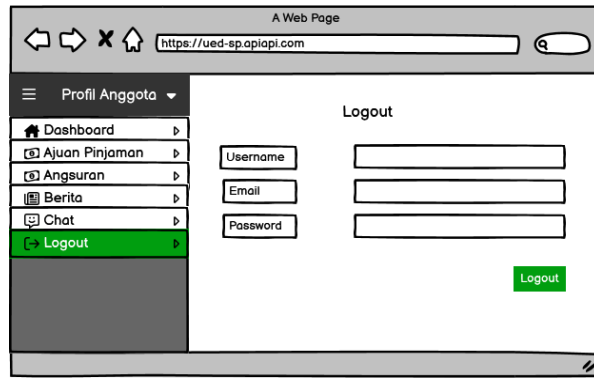 A Web Page
https://ued-sp.apiapi.com
Profil Anggota
Dashboard
Ajuan Pinjaman
Angsuran
Berita
Chat
Logout
Logout
Username
Email
Password
Logout